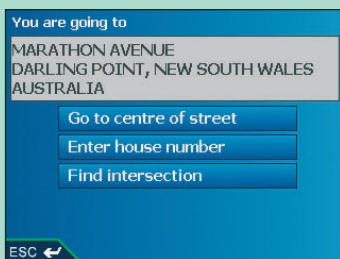 You are going to
MARATHON AVENUE
DARLING POINT, NEW SOUTH WALES
AUSTRALIA
Go to centre of street
Enter house number
Find intersection
ESC